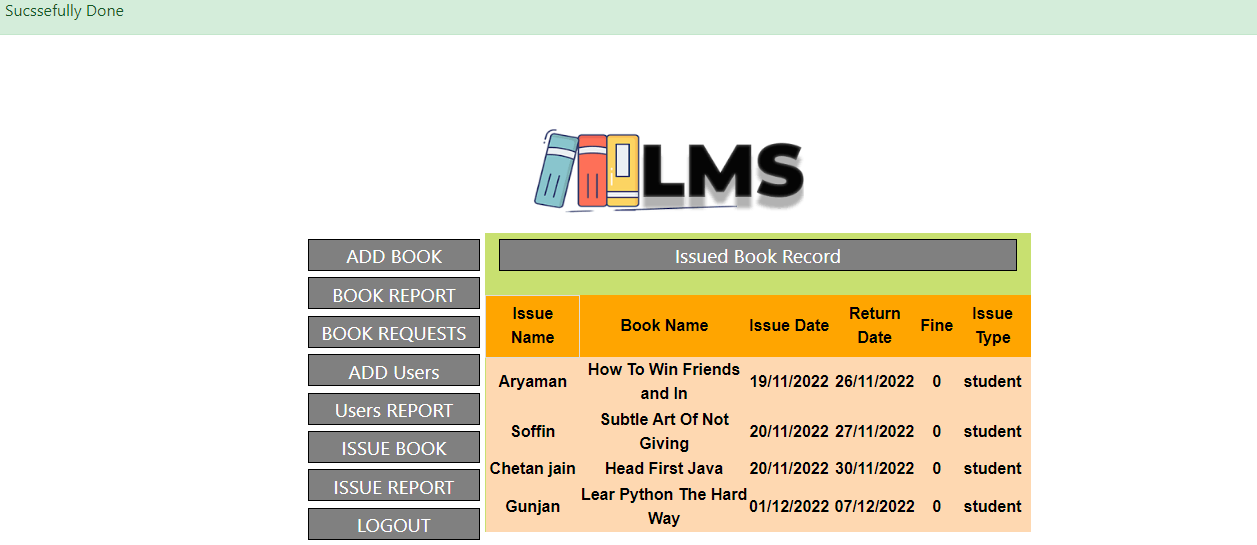 Sucssefully Done
LMS
ADD BOOK
BOOK REPORT
BOOK REQUESTS
ADD Users
Users REPORT
ISSUE BOOK
ISSUE REPORT
LOGOUT
Issued Book Record
Issue Name Book Name Issue Date Return Date Fine Issue Type
Aryaman How To Win Friends and In 19/11/2022 26/11/2022 0 student
Soffin Subtle Art Of Not Giving 20/11/2022 27/11/2022 0 student
Chetan jain Head First Java 20/11/2022 30/11/2022 0 student
Gunjan Lear Python The Hard Way 01/12/2022 07/12/2022 0 student